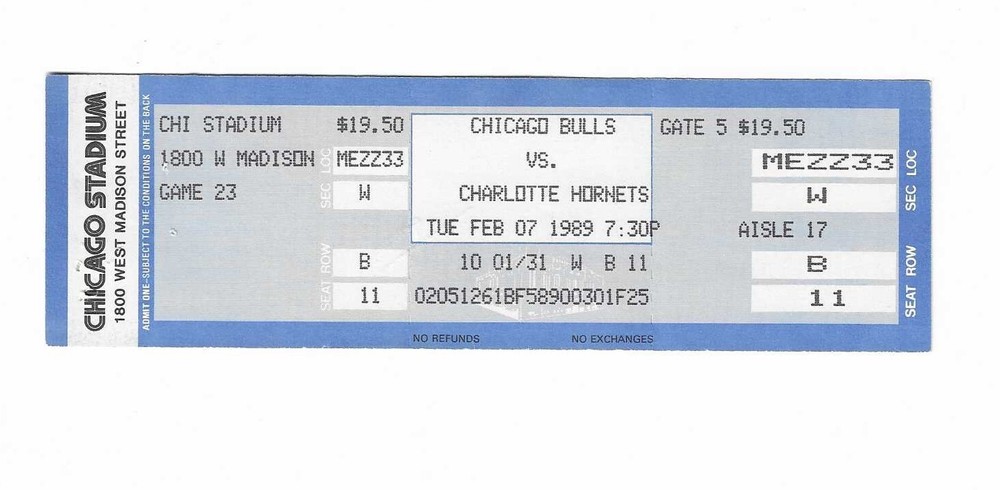 CHICAGO STADIUM
1800 WEST MADISON STREET
ADMIT ONE-SUBJECT TO THE CONDITIONS ON THE BACK
CHI STADIUM $19.50
1800 W MADISON LOC MEZZ33
GAME 23 SEC W
ROW B
SEAT 11
CHICAGO BULLS
VS.
CHARLOTTE HORNETS
TUE FEB 07 1989 7:30P
10 01/31 W B 11
02051261BF58900301F25
NO REFUNDS NO EXCHANGES
GATE 5 $19.50
MEZZ33 LOC
W SEC
AISLE 17
B ROW
11 SEAT